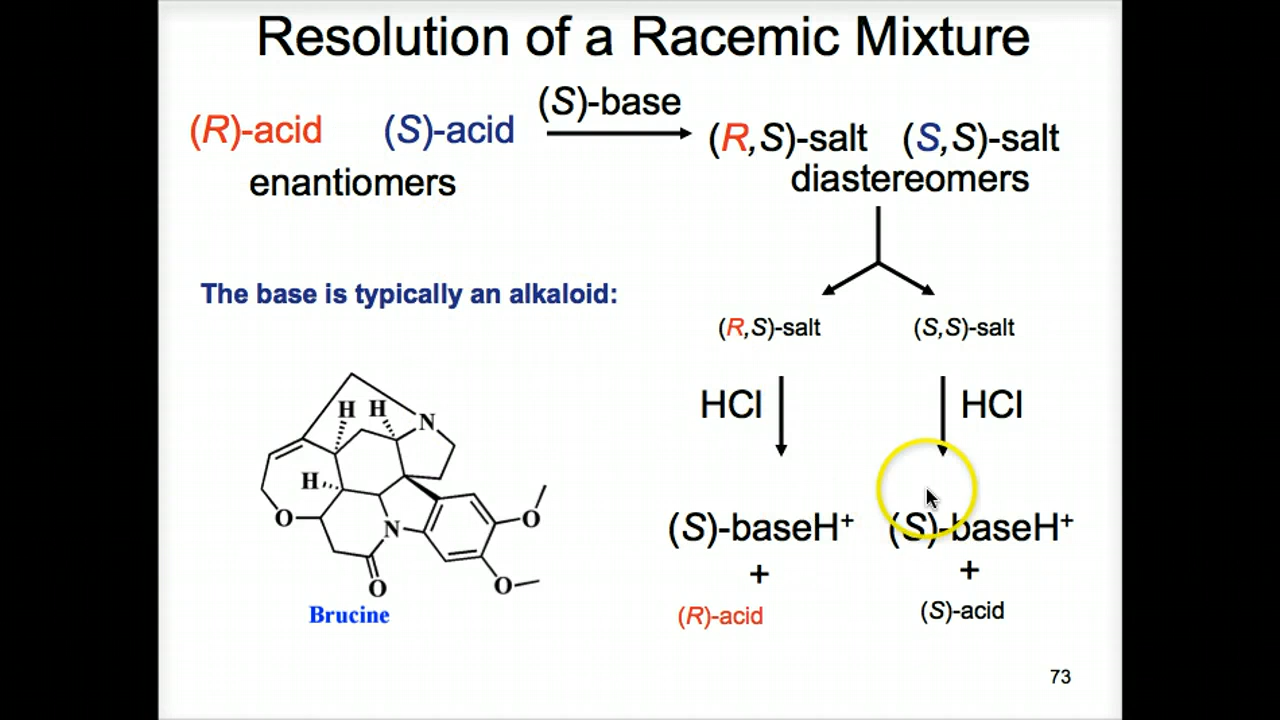 Resolution of a Racemic Mixture
(R)-acid (S)-acid (S)-base (R,S)-salt (S,S)-salt
enantiomers diastereomers
The base is typically an alkaloid:
(R,S)-salt (S,S)-salt
HCl HCl
H H N
H
O N O
O
O
Brucine
(S)-baseH⁺ (S)-baseH⁺
+ +
(R)-acid (S)-acid
73